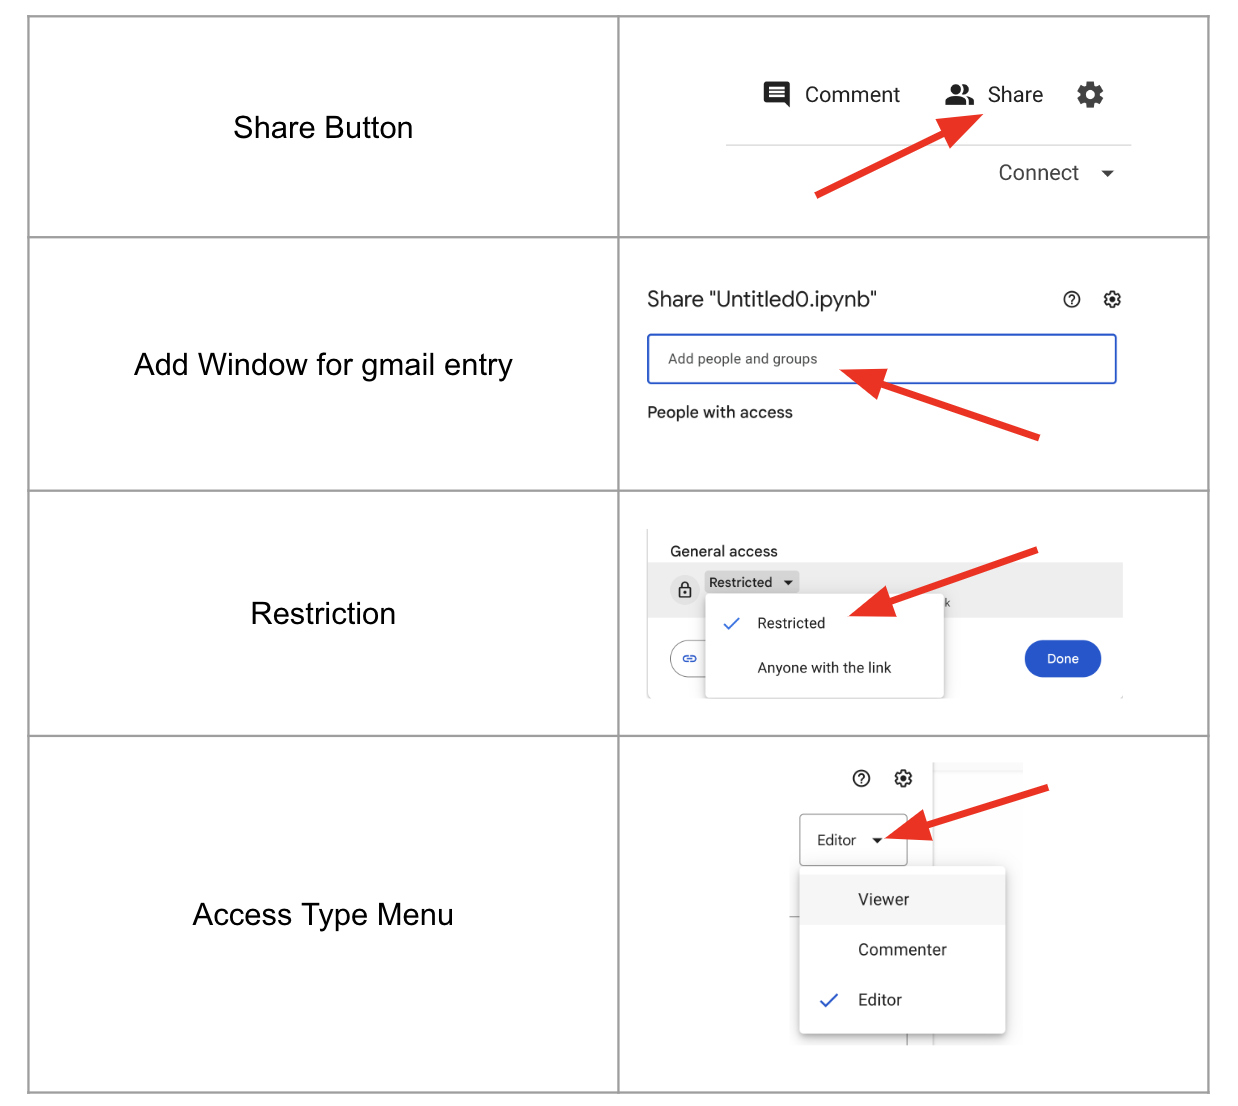 Share Button
Comment Share
Connect
Add Window for gmail entry
Share "Untitled0.ipynb"
Add people and groups
People with access
Restriction
General access
Restricted
k
Restricted
Anyone with the link
Done
Access Type Menu
Editor
Viewer
Commenter
Editor